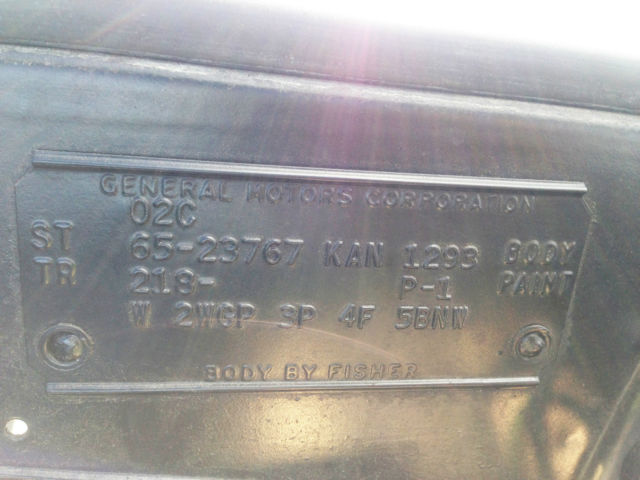 GENERAL MOTORS CORPORATION
02C
ST 65-23767 KAN 1293 BODY
TR 218- P-1 PAINT
W 2WGP SP 4F 5BNW
BODY BY FISHER